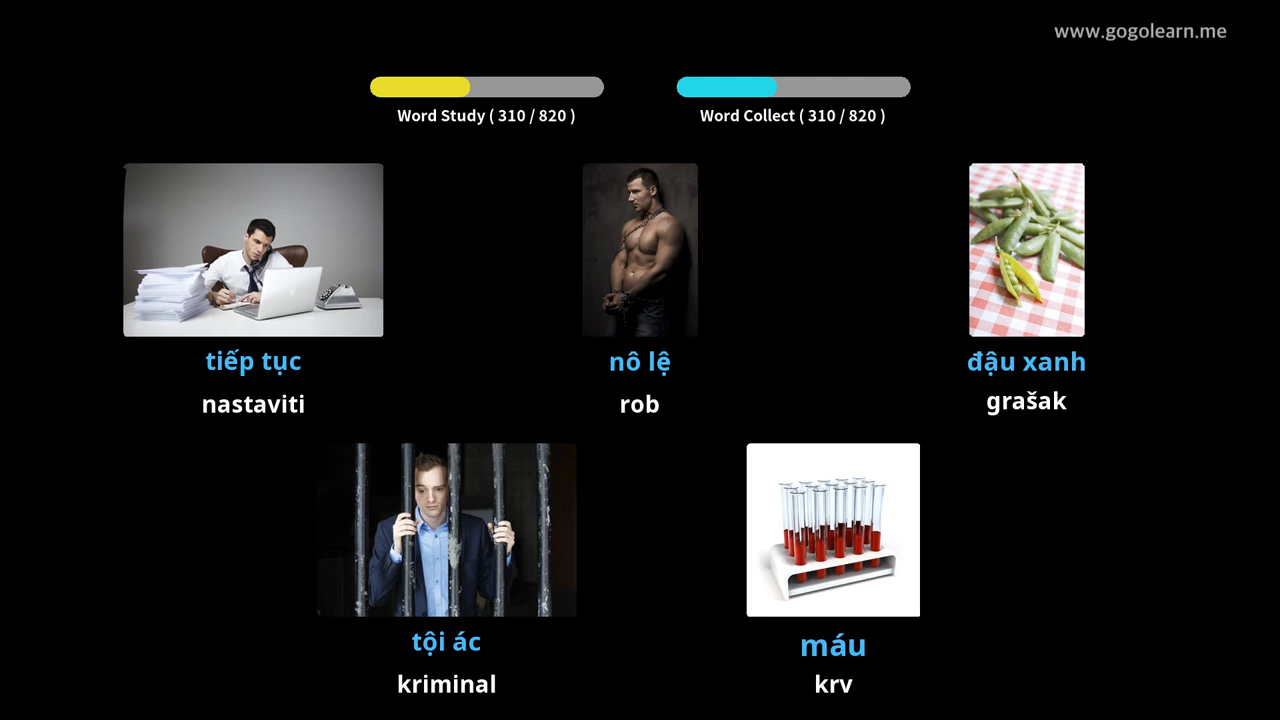 www.gogolearn.me
Word Study ( 310 / 820 )
Word Collect ( 310 / 820 )
tiếp tục
nastaviti
nô lệ
rob
đậu xanh
grašak
tội ác
kriminal
máu
krv